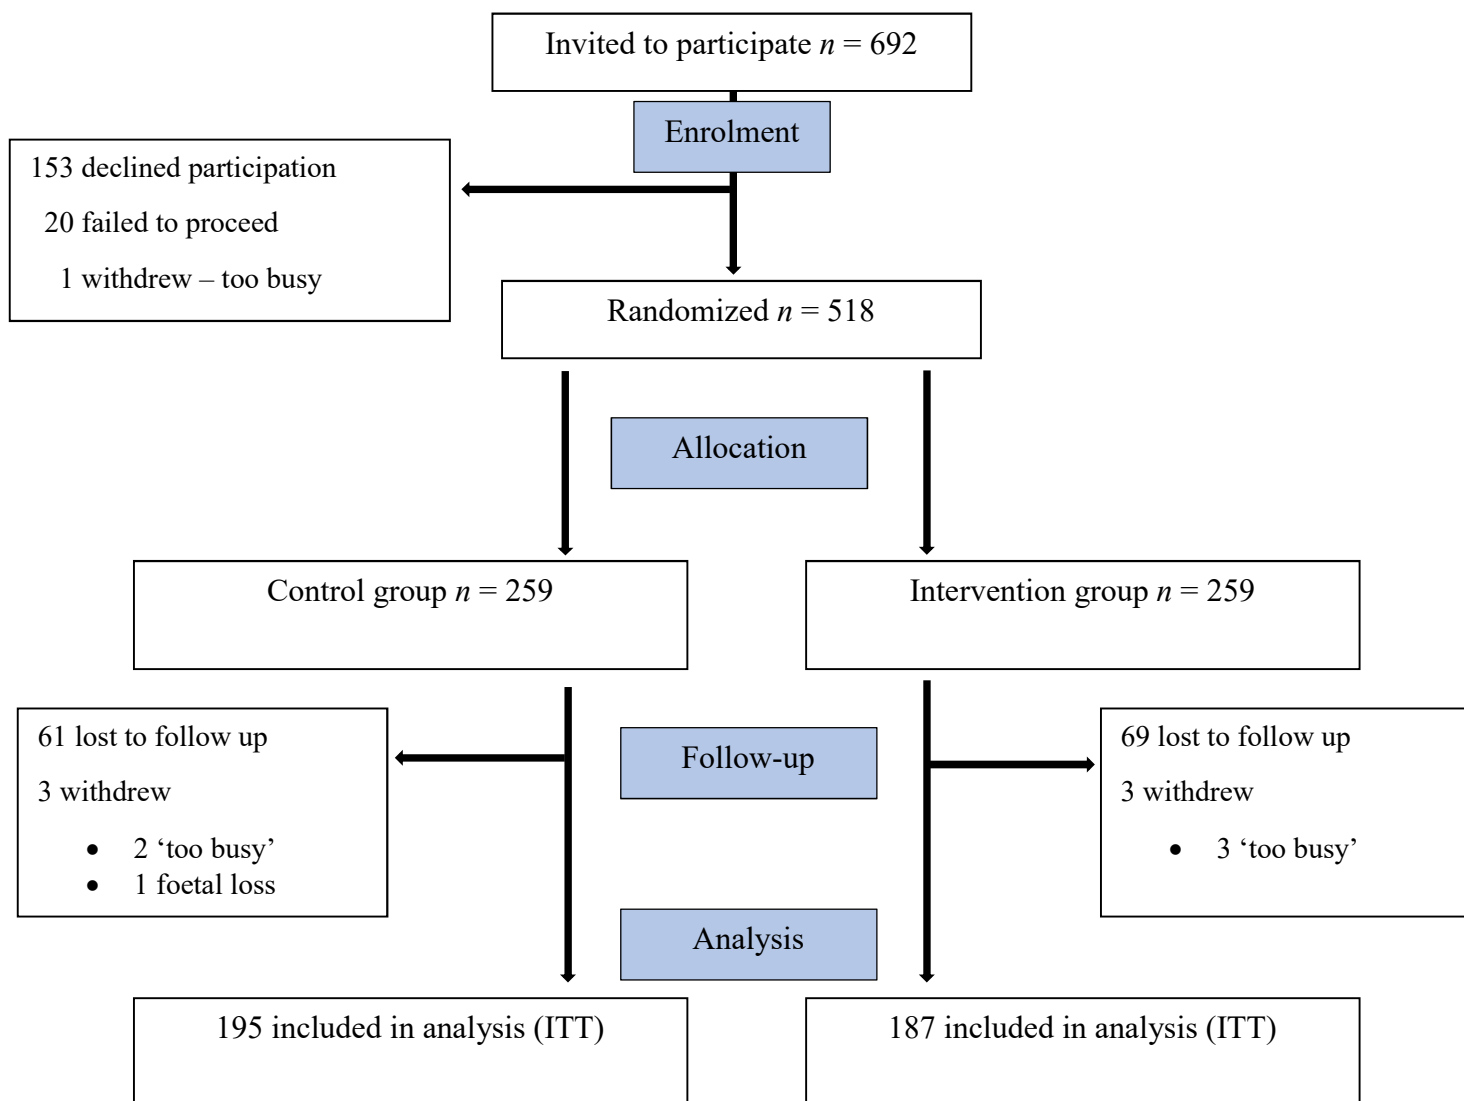 Invited to participate n = 692
Enrolment
153 declined participation
20 failed to proceed
1 withdrew – too busy
Randomized n = 518
Allocation
Control group n = 259
Intervention group n = 259
61 lost to follow up
3 withdrew
• 2 ‘too busy’
• 1 foetal loss
Follow-up
69 lost to follow up
3 withdrew
• 3 ‘too busy’
Analysis
195 included in analysis (ITT)
187 included in analysis (ITT)